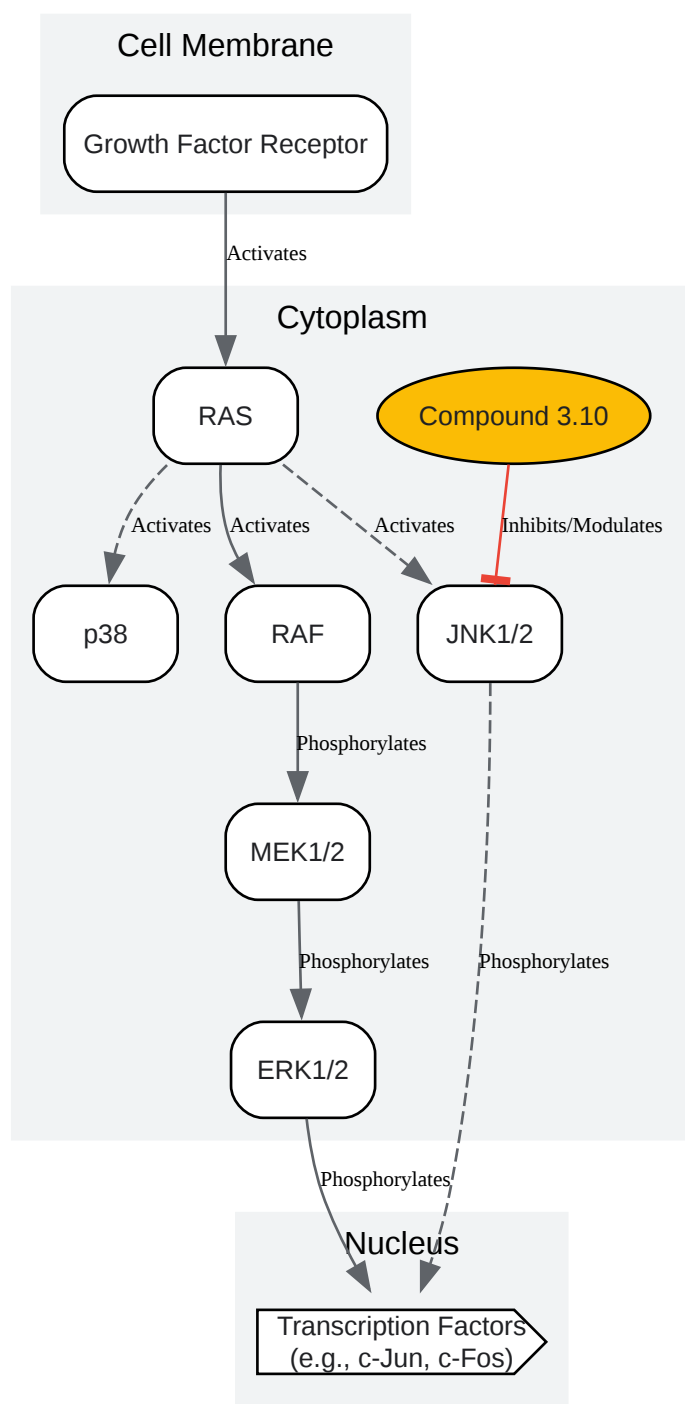 Cell Membrane
Growth Factor Receptor
Activates
Cytoplasm
RAS
Compound 3.10
Activates
Activates
Activates
Inhibits/Modulates
p38
RAF
JNK1/2
Phosphorylates
MEK1/2
Phosphorylates
Phosphorylates
ERK1/2
Phosphorylates
Nucleus
Transcription Factors
(e.g., c-Jun, c-Fos)